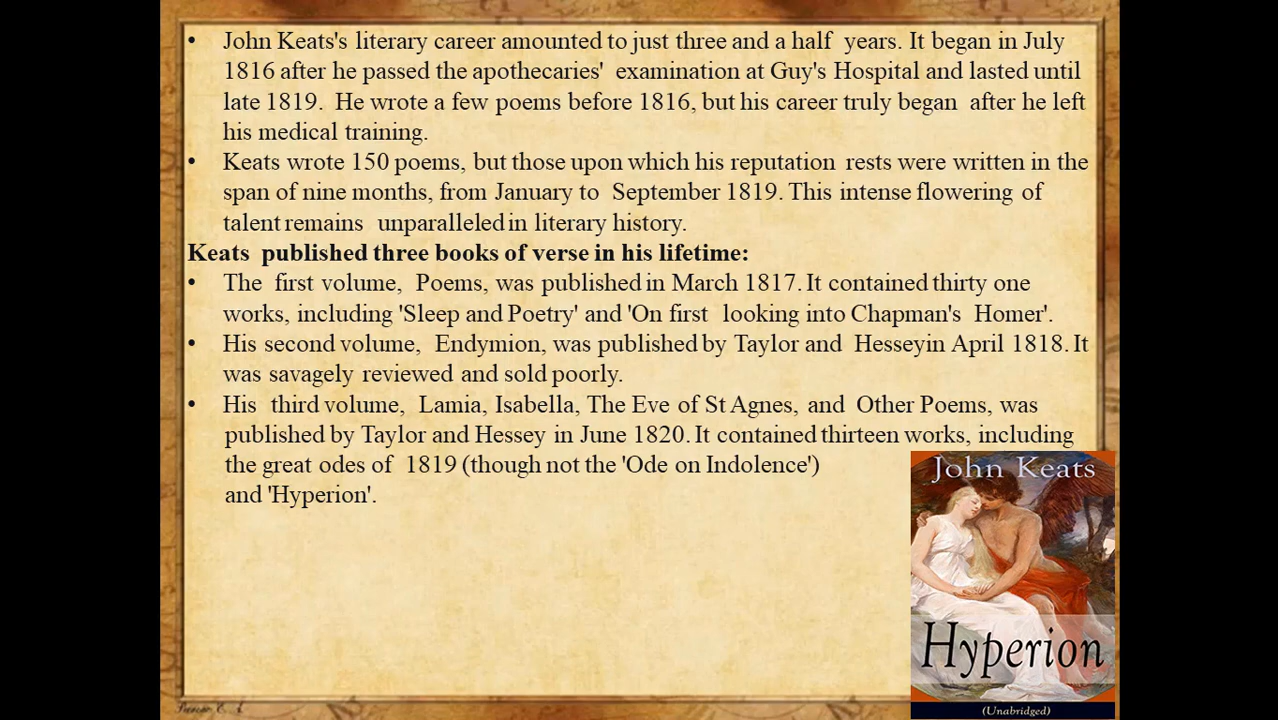 • John Keats's literary career amounted to just three and a half years. It began in July
1816 after he passed the apothecaries' examination at Guy's Hospital and lasted until
late 1819. He wrote a few poems before 1816, but his career truly began after he left
his medical training.
• Keats wrote 150 poems, but those upon which his reputation rests were written in the
span of nine months, from January to September 1819. This intense flowering of
talent remains unparalleled in literary history.
Keats published three books of verse in his lifetime:
• The first volume, Poems, was published in March 1817. It contained thirty one
works, including 'Sleep and Poetry' and 'On first looking into Chapman's Homer'.
• His second volume, Endymion, was published by Taylor and Hesseyin April 1818. It
was savagely reviewed and sold poorly.
• His third volume, Lamia, Isabella, The Eve of St Agnes, and Other Poems, was
published by Taylor and Hessey in June 1820. It contained thirteen works, including
the great odes of 1819 (though not the 'Ode on Indolence')
and 'Hyperion'.
John Keats
Hyperion
(Unabridged)